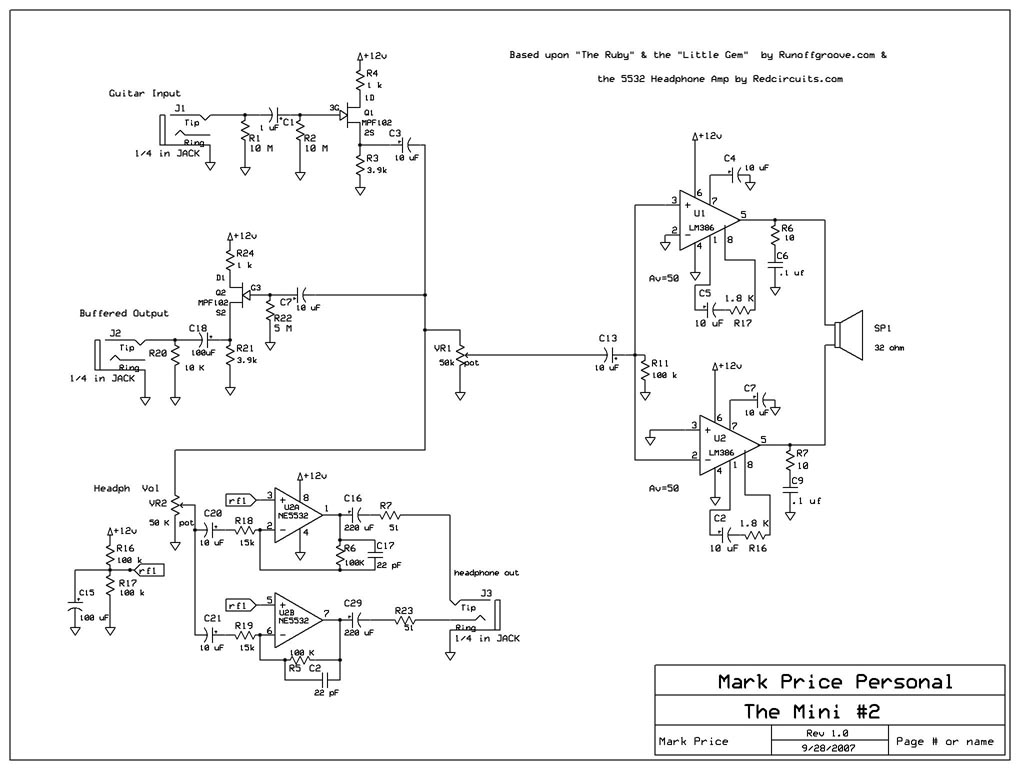 Based upon "The Ruby" & the "Little Gem" by Runoffgroove.com &
the 5532 Headphone Amp by Redcircuits.com
Guitar Input
J1
Tip
Ring
1/4 in JACK
R1
10 M
1 uF
C1
R2
10 M
+12v
R4
1 k
1D
3G
Q1
MPF102
2S
C3
10 uF
R3
3.9k
+12v
R24
1 k
D1
Q2
MPF102
S2
G3
C7
10 uF
R22
5 M
Buffered Output
J2
Tip
Ring
1/4 in JACK
R20
10 K
C18
100uF
R21
3.9k
VR1
50k pot
C13
10 uF
R11
100 k
+12v
C4
10 uF
3
2
6
7
5
4
1
8
U1
LM386
Av=50
C5
10 uF
1.8 K
R17
R6
10
C6
.1 uf
SP1
32 ohm
+12v
C7
10 uF
3
2
6
7
5
4
1
8
U2
LM386
Av=50
C2
10 uF
1.8 K
R16
R7
10
C9
.1 uf
Headph Vol
VR2
50 K pot
+12v
R16
100 k
rf1
R17
100 k
C15
100 uF
C20
10 uF
R18
15k
rf1
3
2
+12v
8
U2A
NE5532
4
1
C16
220 uF
R7
51
R6
100K
C17
22 pF
C21
10 uF
R19
15k
rf1
5
6
U2B
NE5532
7
C29
220 uF
R23
51
100 K
R5
C2
22 pF
headphone out
J3
Tip
Ring
1/4 in JACK
Mark Price Personal
The Mini #2
Mark Price
Rev 1.0
9/28/2007
Page # or name